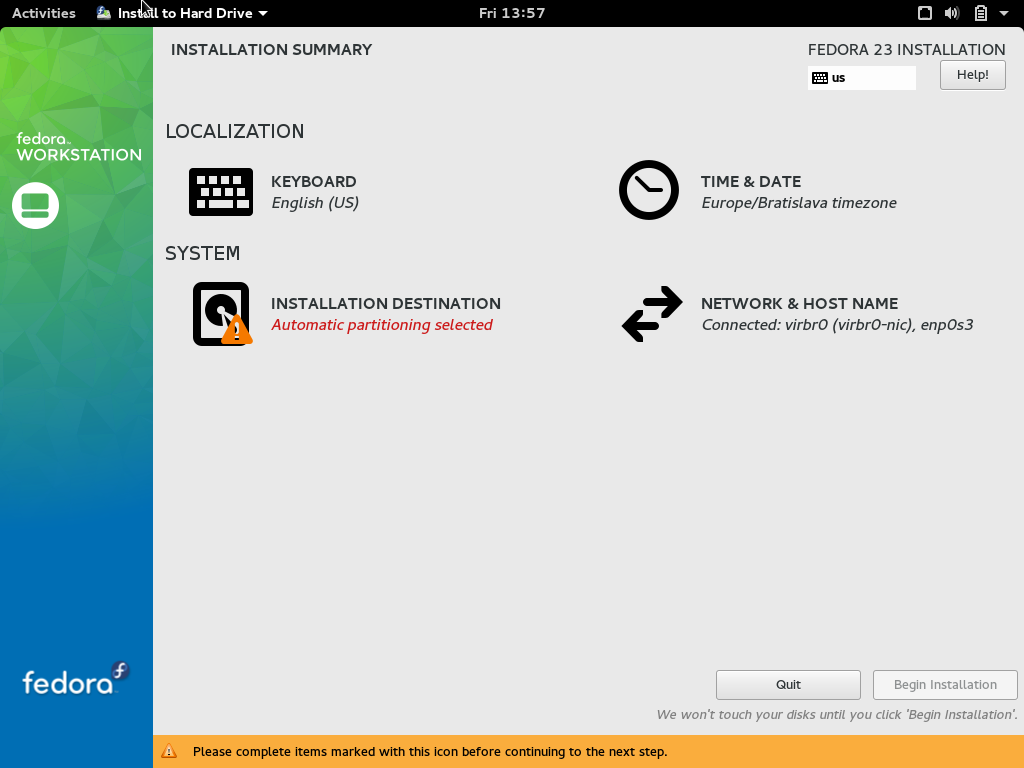 Activities Install to Hard Drive Fri 13:57
INSTALLATION SUMMARY
FEDORA 23 INSTALLATION
us
Help!
fedora
WORKSTATION
LOCALIZATION
KEYBOARD
English (US)
TIME & DATE
Europe/Bratislava timezone
SYSTEM
INSTALLATION DESTINATION
Automatic partitioning selected
NETWORK & HOST NAME
Connected: virbr0 (virbr0-nic), enp0s3
fedora
Quit
Begin Installation
We won't touch your disks until you click 'Begin Installation'.
Please complete items marked with this icon before continuing to the next step.